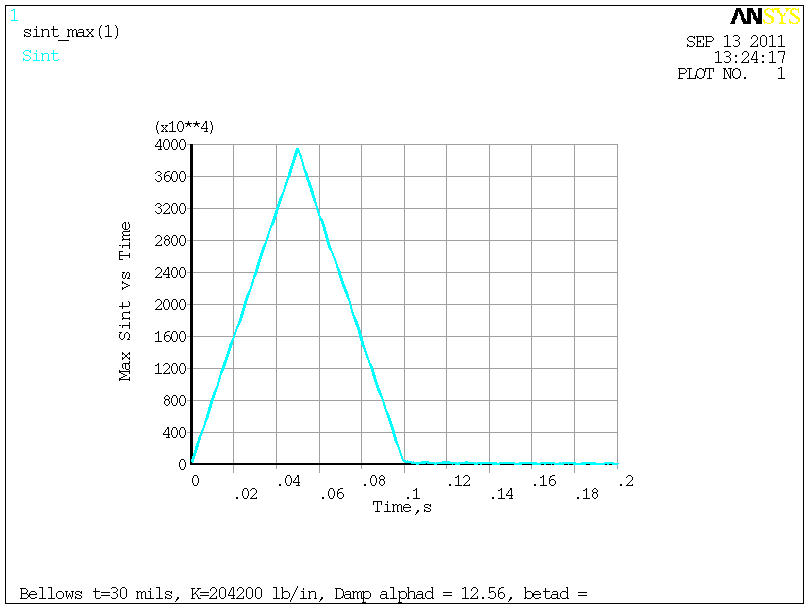 1
ANSYS
sint_max(1)
Sint
SEP 13 2011
13:24:17
PLOT NO. 1
(x10**4)
4000
3600
3200
2800
2400
2000
1600
1200
800
400
0
Max Sint vs Time
0 .04 .08 .12 .16 .2
.02 .06 .1 .14 .18
Time,s
Bellows t=30 mils, K=204200 lb/in, Damp alphad = 12.56, betad =